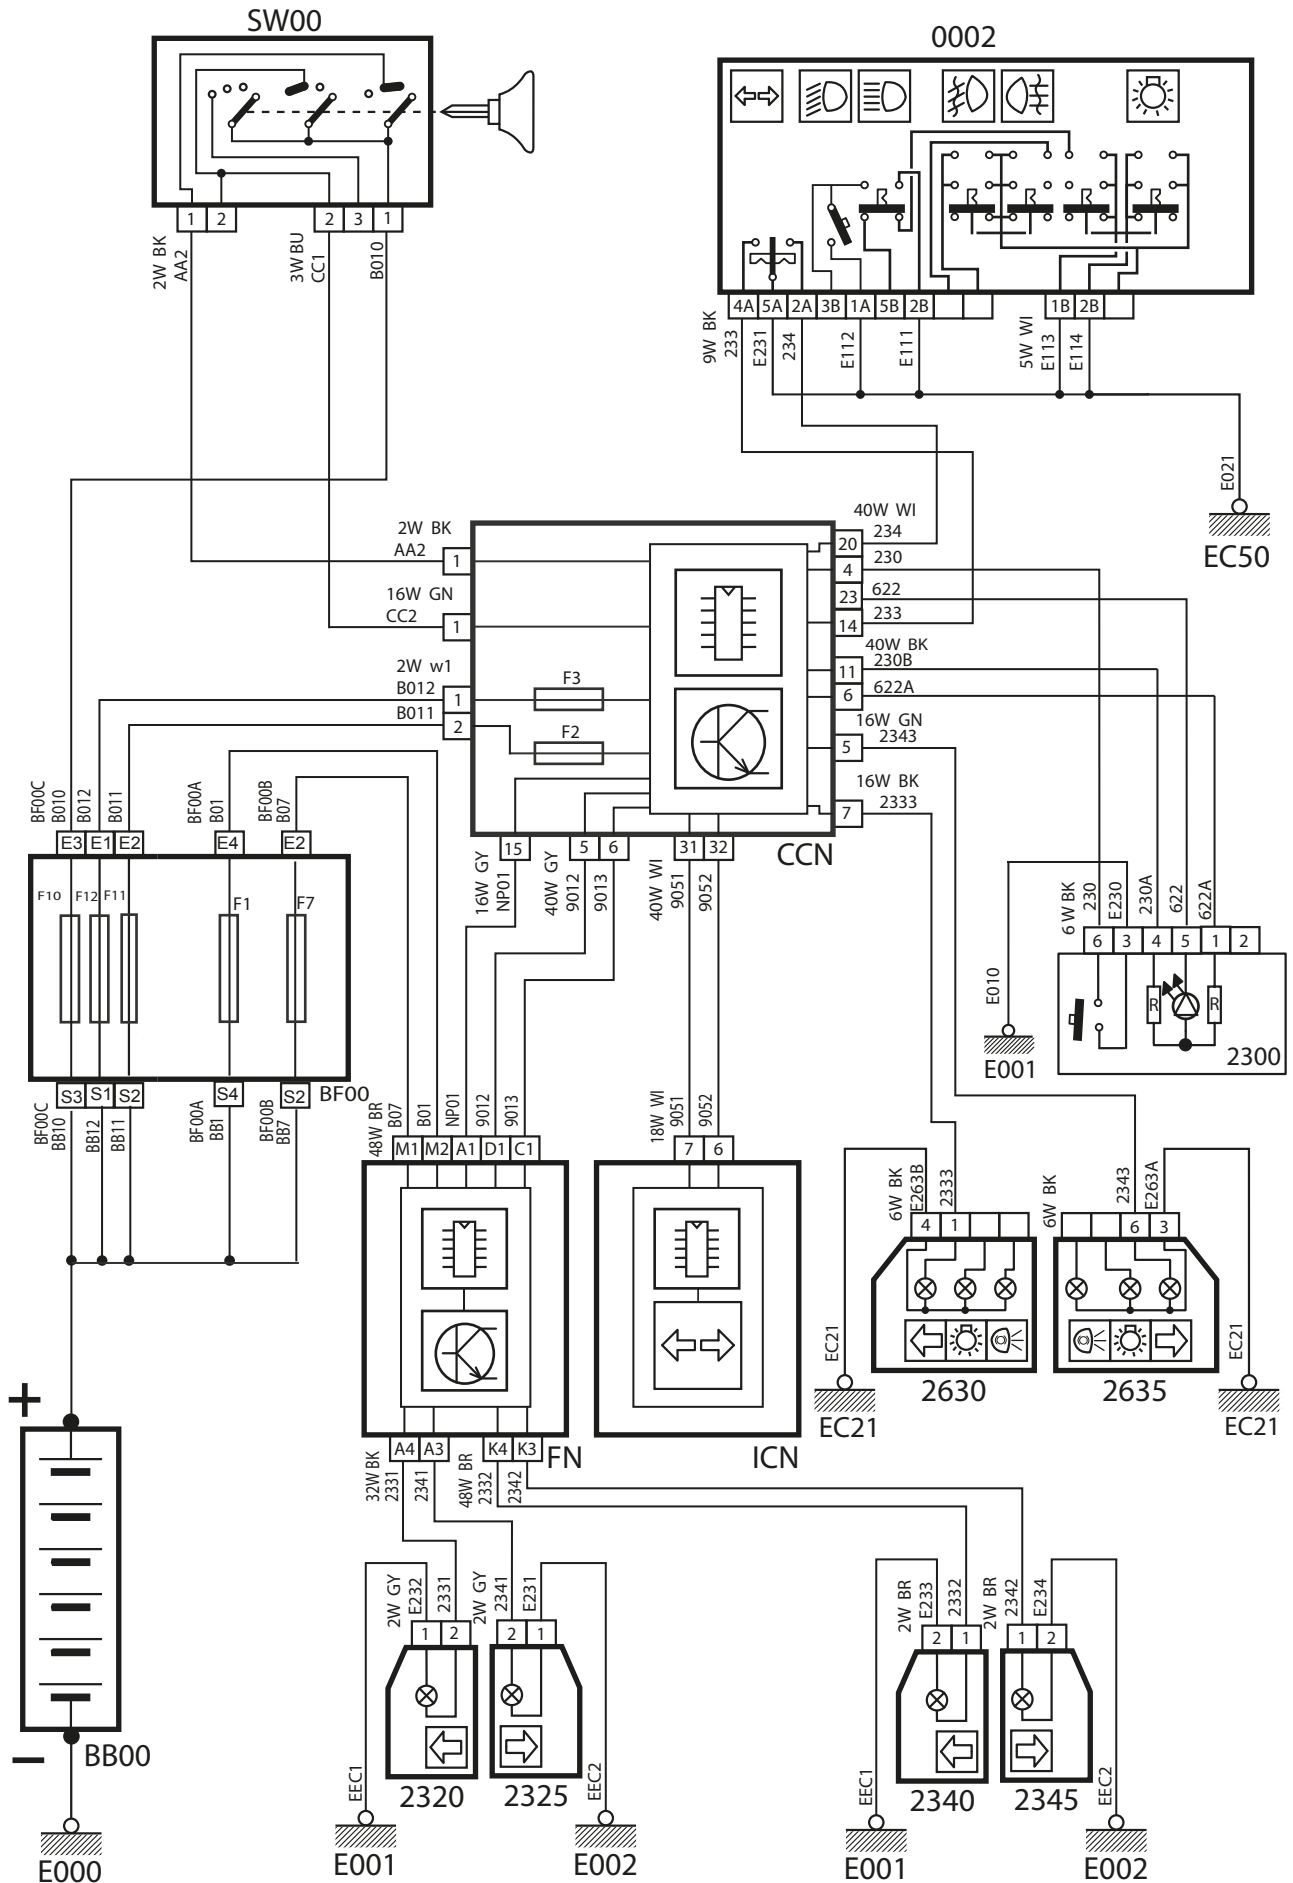 SW00
0002
1 2 2 3 1
2W BK
AA2
3W BU
CC1
B010
4A 5A 2A 3B 1A 5B 2B 1B 2B
9W BK
233
E231
234
E112
E111
5W WI
E113
E114
E021
EC50
2W BK
AA2
1
16W GN
CC2
1
2W w1
B012
1
B011
2
F3
F2
40W WI
20
234
4
230
23
622
14
233
40W BK
11
230B
6
622A
16W GN
5
2343
16W BK
7
2333
CCN
15 5 6 31 32
16W GY
NP01
40W GY
9012
9013
40W WI
9051
9052
BF00C
B010
B012
B011
BF00A
B01
BF00B
B07
E3 E1 E2 E4 E2
F10 F12 F11 F1 F7
S3 S1 S2 S4 S2
BF00
BF00C
BB10
BB12
BB11
BF00A
BB1
BF00B
BB7
6W BK
230
E230
230A
622
622A
6 3 4 5 1 2
R R
2300
E010
E001
48W BR
B07
B01
NP01
9012
9013
M1 M2 A1 D1 C1
18W WI
9051
9052
7 6
6W BK
E263B
2333
4 1
6W BK
2343
E263A
6 3
EC21
EC21
2630
2635
EC21
EC21
A4 A3 K4 K3
FN
ICN
32W BK
2331
2341
48W BR
2332
2342
+
−
BB00
E000
2W GY
E232
2331
2W GY
2341
E231
1 2 2 1
2320
2325
EEC1
EEC2
E001
E002
2W BR
E233
2332
2W BR
2342
E234
2 1 1 2
2340
2345
EEC1
EEC2
E001
E002